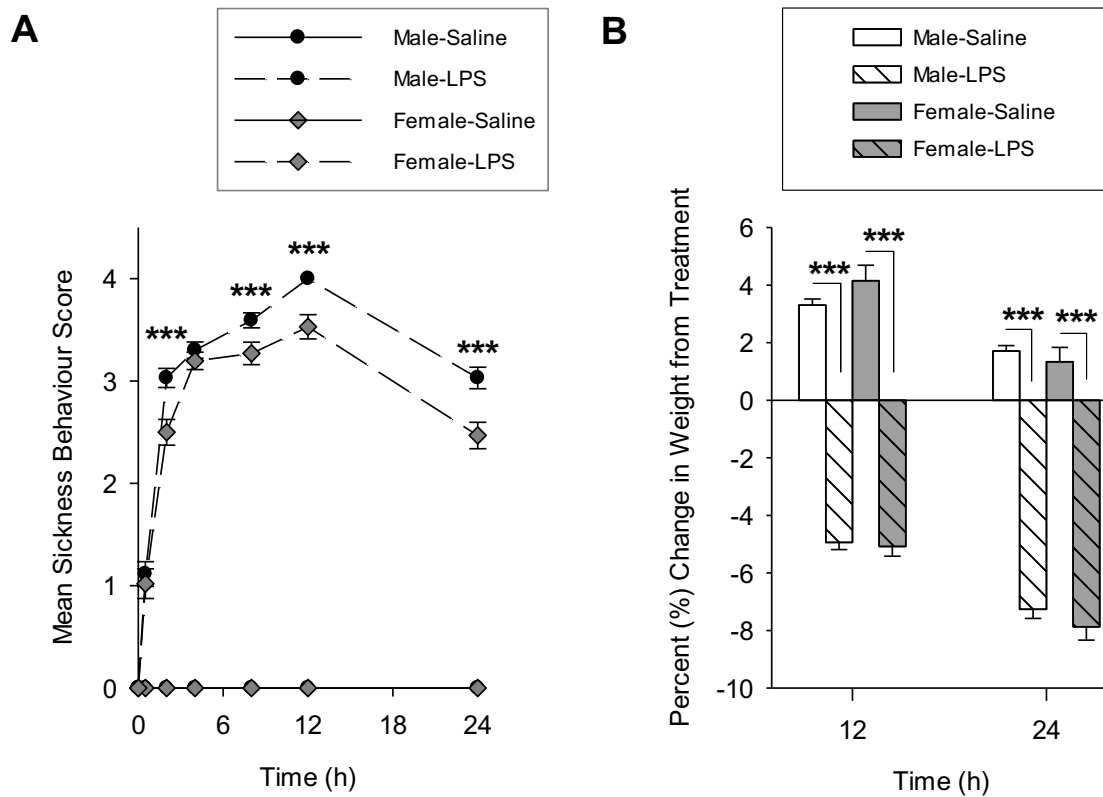 A
Male-Saline
Male-LPS
Female-Saline
Female-LPS
Mean Sickness Behaviour Score
4
3
2
1
0
***
***
***
***
0 6 12 18 24
Time (h)
B
Male-Saline
Male-LPS
Female-Saline
Female-LPS
Percent (%) Change in Weight from Treatment
6
4
2
0
-2
-4
-6
-8
-10
***
***
***
***
12 24
Time (h)